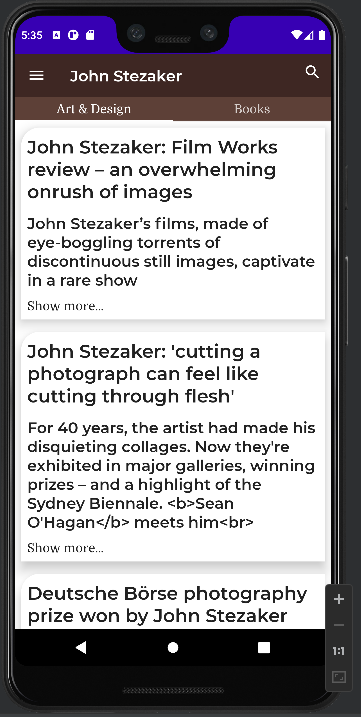 5:35
John Stezaker
Art & Design
Books
John Stezaker: Film Works
review – an overwhelming
onrush of images
John Stezaker’s films, made of
eye-boggling torrents of
discontinuous still images, captivate
in a rare show
Show more...
John Stezaker: 'cutting a
photograph can feel like
cutting through flesh'
For 40 years, the artist had made his
disquieting collages. Now they're
exhibited in major galleries, winning
prizes – and a highlight of the
Sydney Biennale. <b>Sean
O'Hagan</b> meets him<br>
Show more...
Deutsche Börse photography
prize won by John Stezaker
1:1